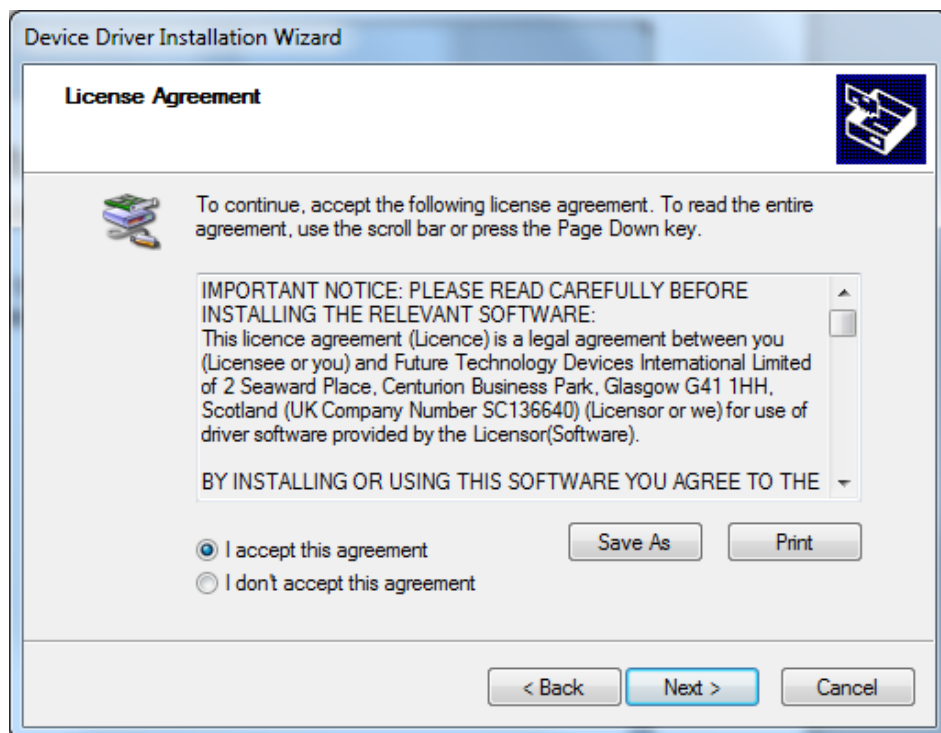 Device Driver Installation Wizard
License Agreement
To continue, accept the following license agreement. To read the entire
agreement, use the scroll bar or press the Page Down key.
IMPORTANT NOTICE: PLEASE READ CAREFULLY BEFORE
INSTALLING THE RELEVANT SOFTWARE:
This licence agreement (Licence) is a legal agreement between you
(Licensee or you) and Future Technology Devices International Limited
of 2 Seaward Place, Centurion Business Park, Glasgow G41 1HH,
Scotland (UK Company Number SC136640) (Licensor or we) for use of
driver software provided by the Licensor(Software).
BY INSTALLING OR USING THIS SOFTWARE YOU AGREE TO THE
I accept this agreement
Save As
Print
I don't accept this agreement
< Back
Next >
Cancel